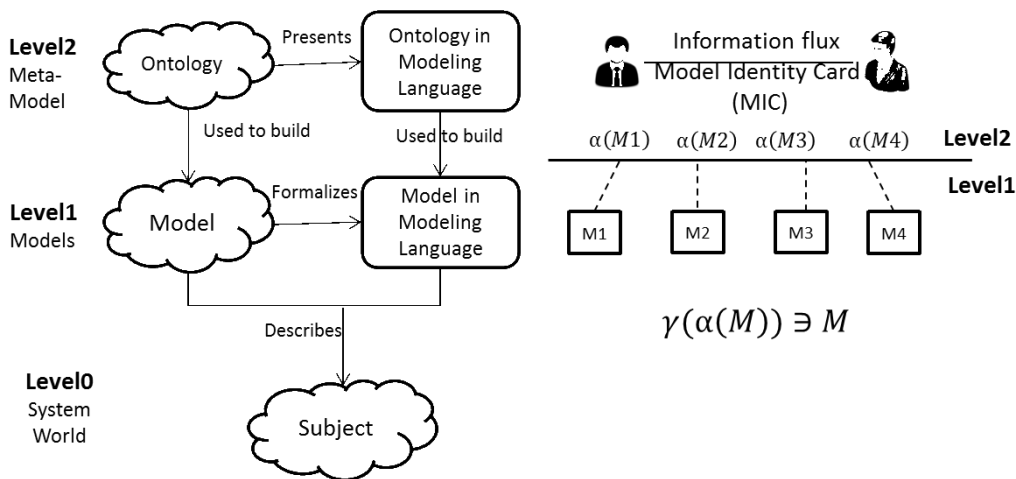 Level2
Meta-
Model
Ontology
Presents
Ontology in
Modeling
Language
Used to build
Used to build
Level1
Models
Model
Formalizes
Model in
Modeling
Language
Describes
Level0
System
World
Subject
Information flux
Model Identity Card
(MIC)
α(M1) α(M2) α(M3) α(M4) Level2
Level1
M1 M2 M3 M4
γ(α(M)) ∋ M